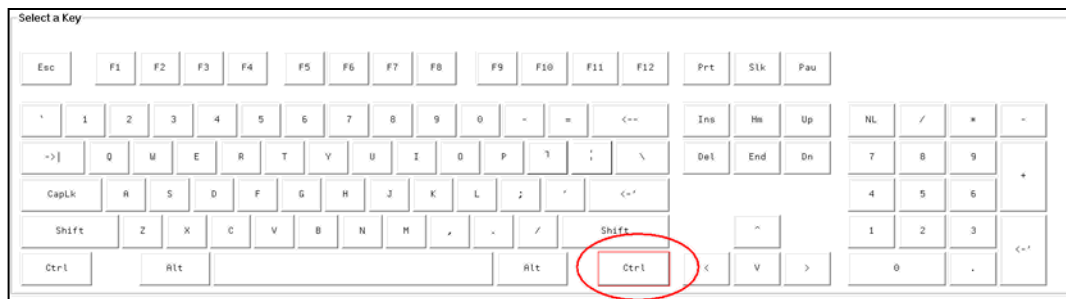 Select a Key
Esc F1 F2 F3 F4 F5 F6 F7 F8 F9 F10 F11 F12 Prt Slk Pau
` 1 2 3 4 5 6 7 8 9 0 - = <-- Ins Hm Up NL / * -
->| Q W E R T Y U I O P ┐ ¦ \ Del End Dn 7 8 9 +
CapLk A S D F G H J K L ; ' <-' 4 5 6
Shift Z X C V B N M , . / Shift ^ 1 2 3 <-'
Ctrl Alt Alt Ctrl < V > 0 .